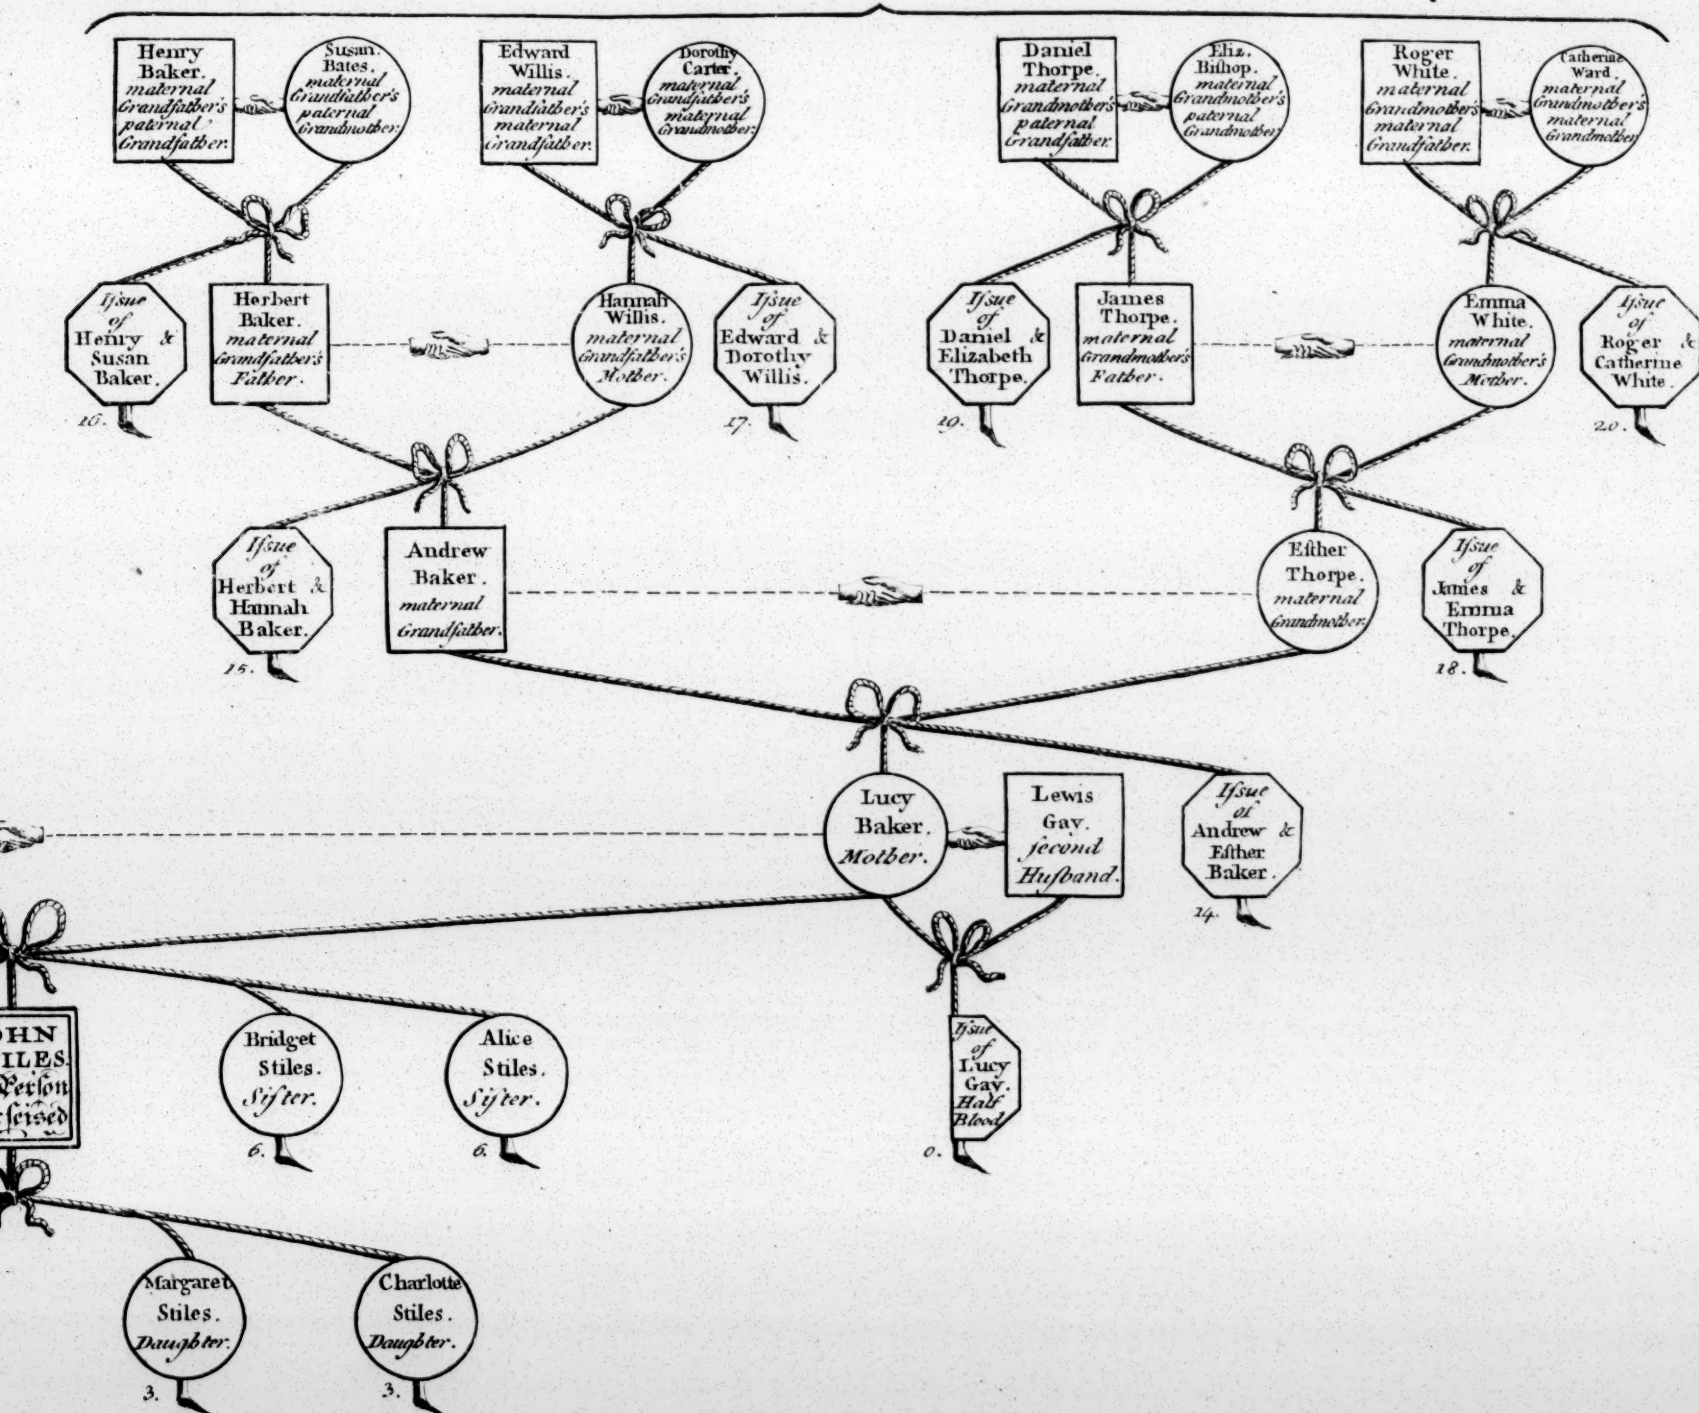 Henry
Baker.
maternal
Grandfather's
paternal
Grandfather.
Susan.
Bates.
maternal
Grandfather's
paternal
Grandmother.
Edward
Willis.
maternal
Grandfather's
maternal
Grandfather.
Dorothy
Carter.
maternal
Grandfather's
maternal
Grandmother.
Daniel
Thorpe.
maternal
Grandmother's
paternal
Grandfather.
Eliz.
Biſhop.
maternal
Grandmother's
paternal
Grandmother
Roger
White.
maternal
Grandmother's
maternal
Grandfather.
Catherine
Ward.
maternal
Grandmother's
maternal
Grandmother
Iſsue
of
Henry &
Susan
Baker.
16.
Herbert
Baker.
maternal
Grandfather's
Father.
Hannah
Willis.
maternal
Grandfather's
Mother.
Iſsue
of
Edward &
Dorothy
Willis.
17.
Iſsue
of
Daniel &
Elizabeth
Thorpe.
19.
James
Thorpe.
maternal
Grandmother's
Father.
Emma
White.
maternal
Grandmother's
Mother.
Iſsue
of
Roger &
Catherine
White.
20.
Iſsue
of
Herbert &
Hannah
Baker.
15.
Andrew
Baker.
maternal
Grandfather.
Eſther
Thorpe.
maternal
Grandmother.
Iſsue
of
James &
Emma
Thorpe.
18.
Lucy
Baker.
Mother.
Lewis
Gay.
ſecond
Huſband.
Iſsue
of
Andrew &
Eſther
Baker.
14.
OHN
ILES.
Perſon
ſeised
Bridget
Stiles.
Siſter.
6.
Alice
Stiles.
Siſter.
6.
Iſsue
of
Lucy
Gay.
Half
Blood
0.
Margaret
Stiles.
Daughter.
3.
Charlotte
Stiles.
Daughter.
3.